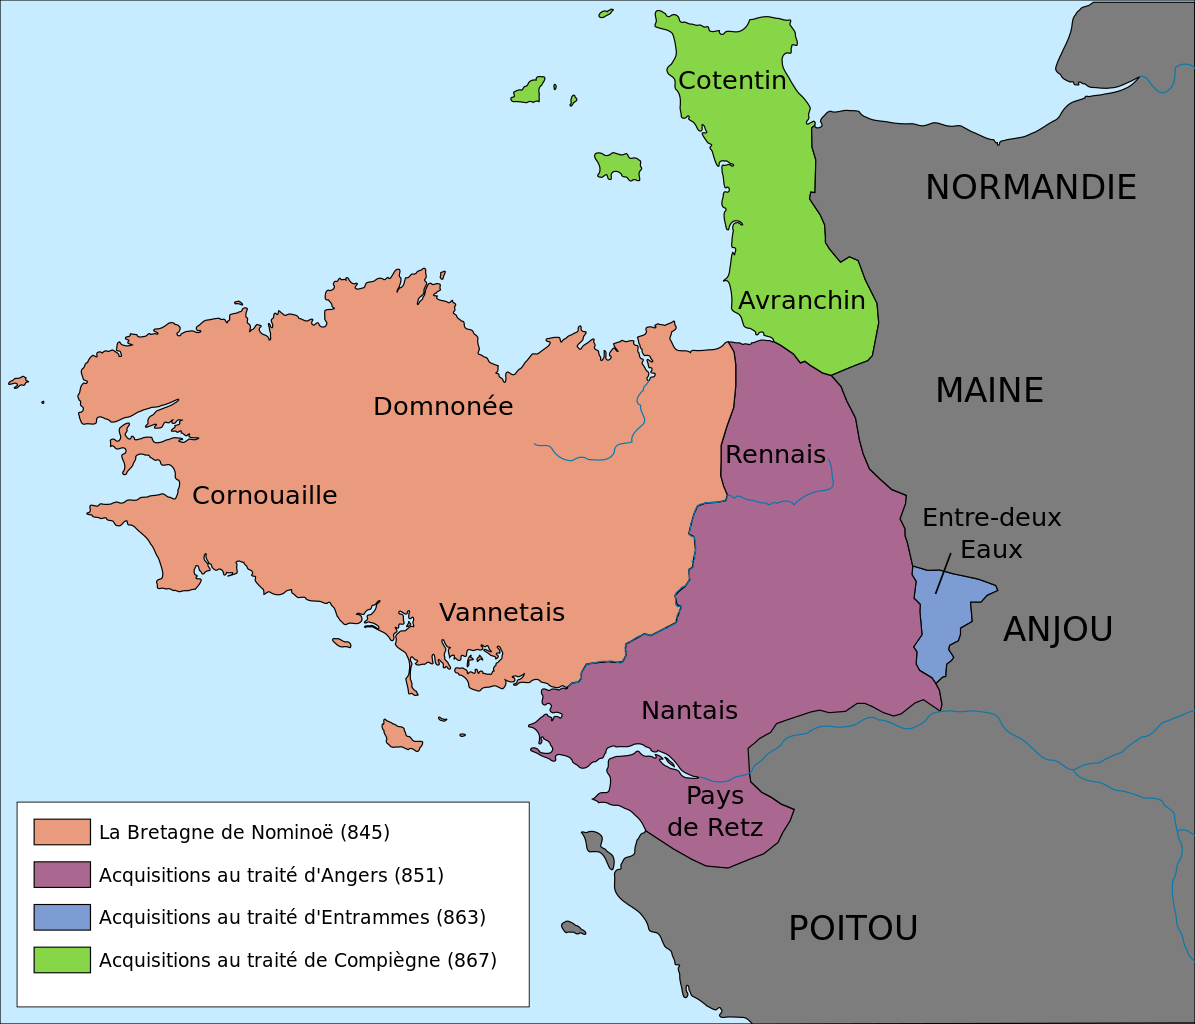 Cotentin
NORMANDIE
Avranchin
MAINE
Domnonée
Rennais
Cornouaille
Entre-deux
Eaux
Vannetais
ANJOU
Nantais
Pays
de Retz
POITOU
La Bretagne de Nominoë (845)
Acquisitions au traité d'Angers (851)
Acquisitions au traité d'Entrammes (863)
Acquisitions au traité de Compiègne (867)